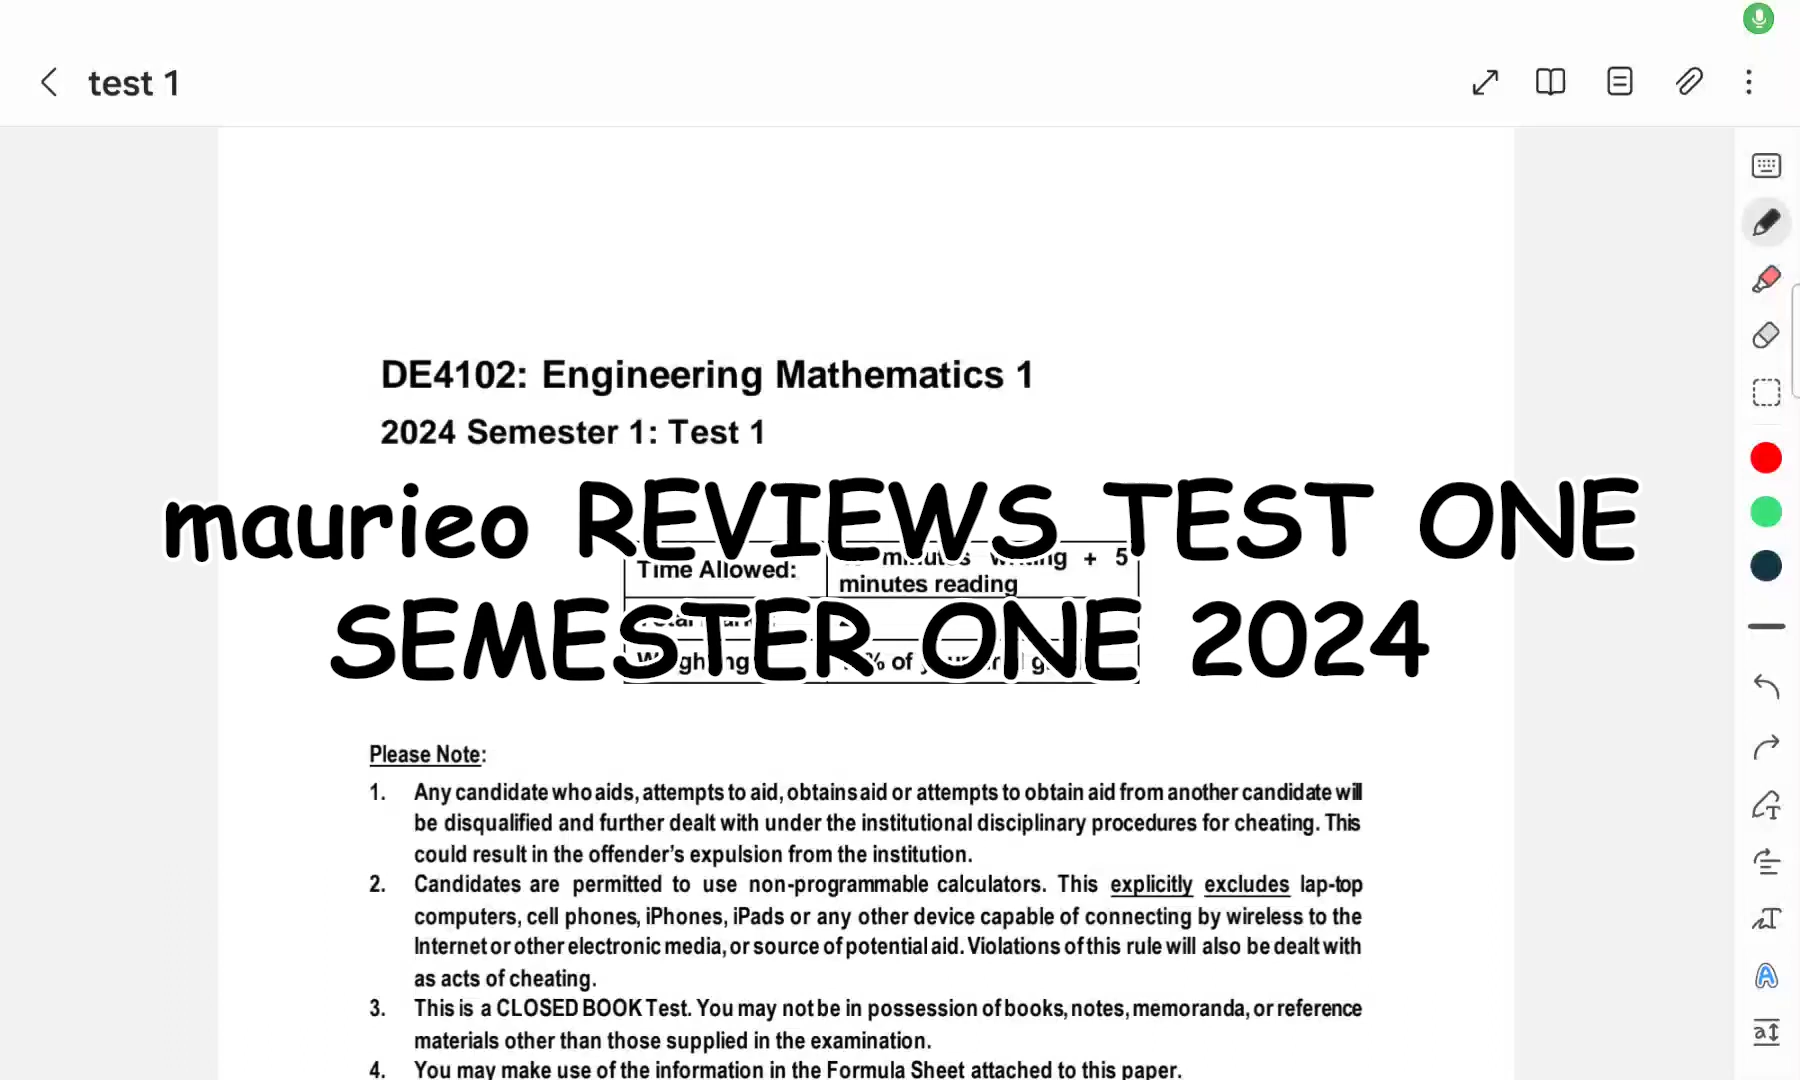 test 1
DE4102: Engineering Mathematics 1
2024 Semester 1: Test 1
maurieo REVIEWS TEST ONE
SEMESTER ONE 2024
Time Allowed:
minutes writing + 5
minutes reading
Please Note:
1. Any candidate who aids, attempts to aid, obtains aid or attempts to obtain aid from another candidate will
be disqualified and further dealt with under the institutional disciplinary procedures for cheating. This
could result in the offender's expulsion from the institution.
2. Candidates are permitted to use non-programmable calculators. This explicitly excludes lap-top
computers, cell phones, iPhones, iPads or any other device capable of connecting by wireless to the
Internet or other electronic media, or source of potential aid. Violations of this rule will also be dealt with
as acts of cheating.
3. This is a CLOSED BOOK Test. You may not be in possession of books, notes, memoranda, or reference
materials other than those supplied in the examination.
4. You may make use of the information in the Formula Sheet attached to this paper.